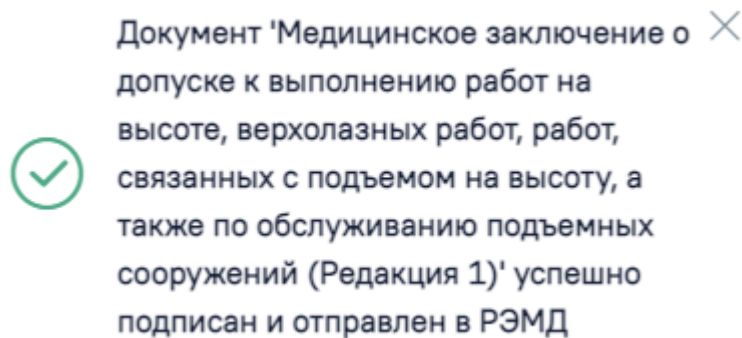 Документ 'Медицинское заключение о
допуске к выполнению работ на
высоте, верхолазных работ, работ,
связанных с подъемом на высоту, а
также по обслуживанию подъемных
сооружений (Редакция 1)' успешно
подписан и отправлен в РЭМД